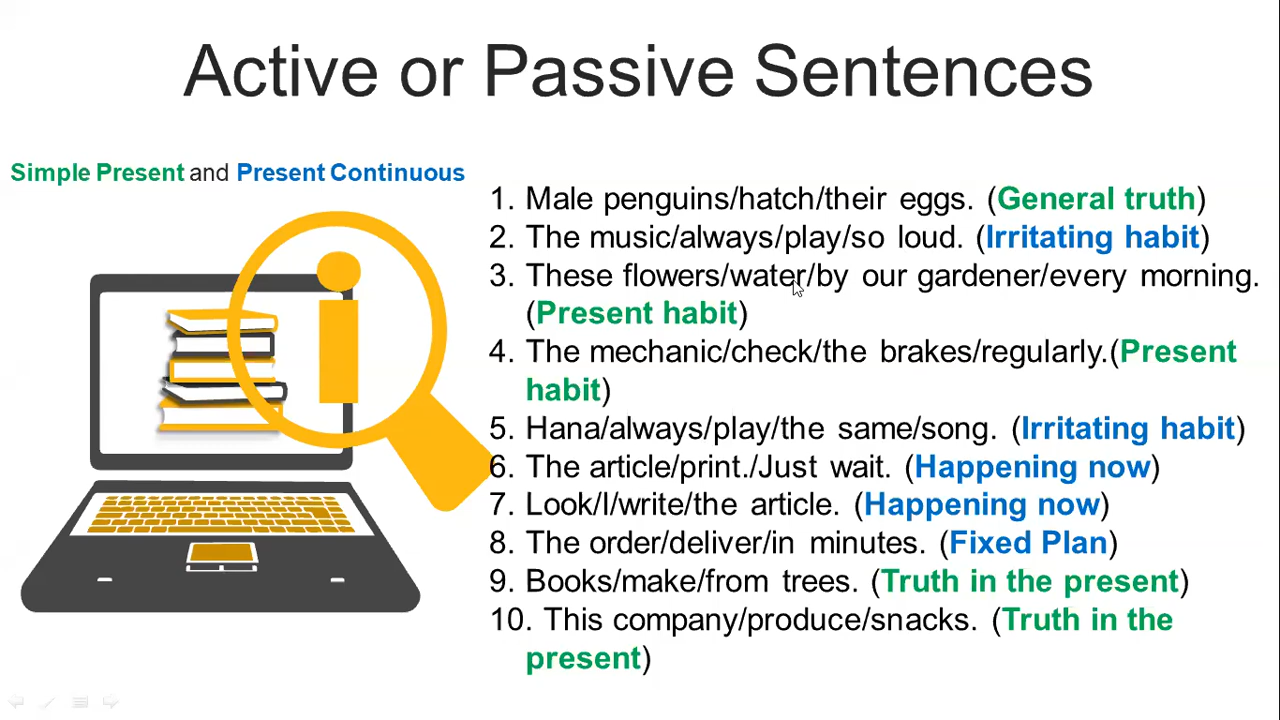 Active or Passive Sentences
Simple Present and Present Continuous
1. Male penguins/hatch/their eggs. (General truth)
2. The music/always/play/so loud. (Irritating habit)
3. These flowers/water/by our gardener/every morning.
(Present habit)
4. The mechanic/check/the brakes/regularly.(Present
habit)
5. Hana/always/play/the same/song. (Irritating habit)
6. The article/print./Just wait. (Happening now)
7. Look/I/write/the article. (Happening now)
8. The order/deliver/in minutes. (Fixed Plan)
9. Books/make/from trees. (Truth in the present)
10. This company/produce/snacks. (Truth in the
present)